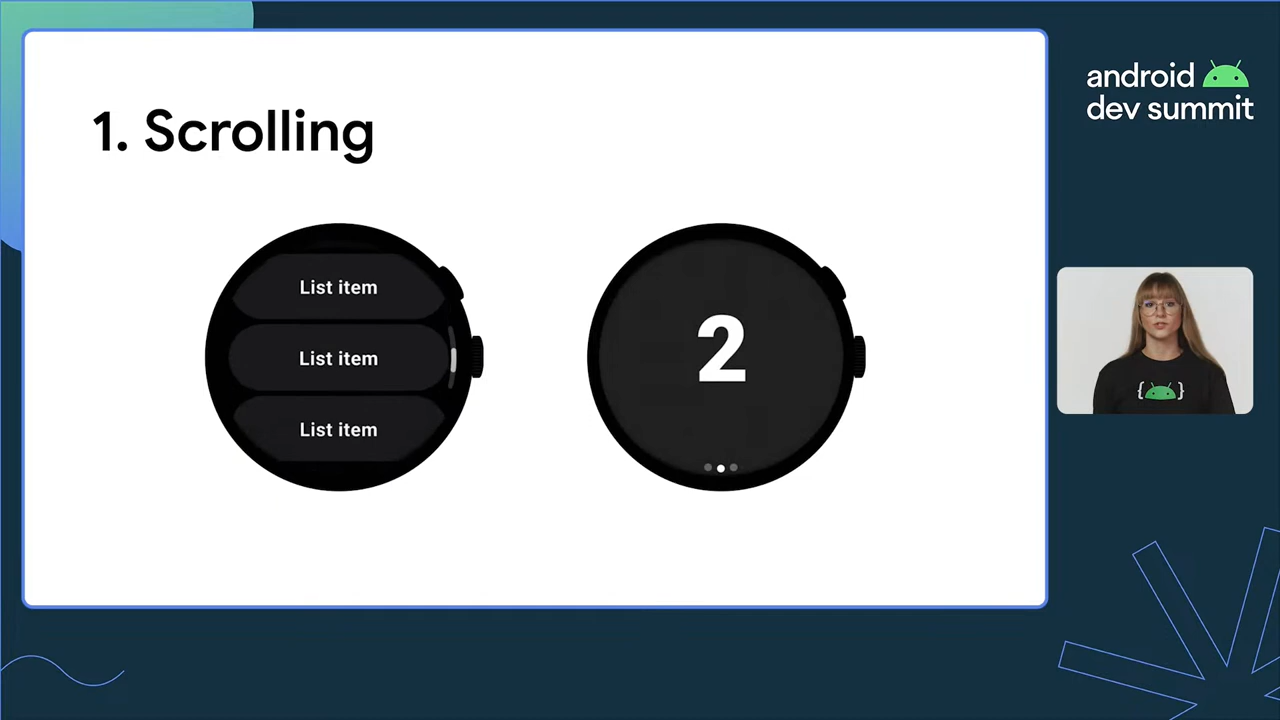 1. Scrolling
List item
List item
List item
2
android
dev summit
{ }